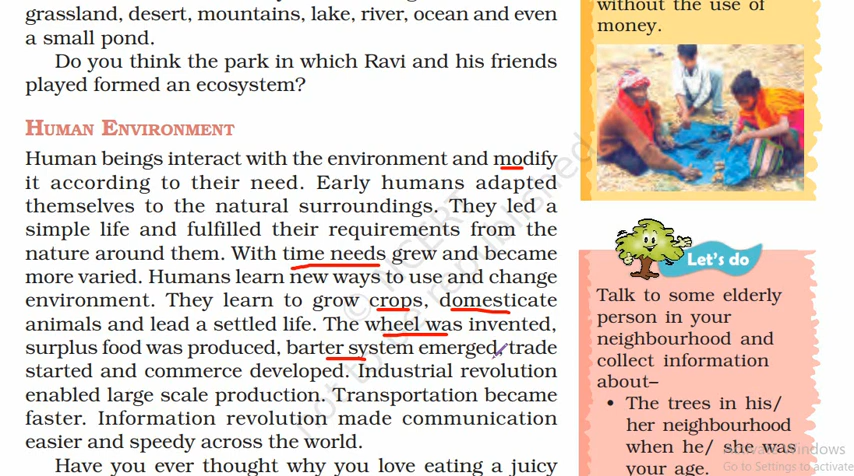 grassland, desert, mountains, lake, river, ocean and even
a small pond.
Do you think the park in which Ravi and his friends
played formed an ecosystem?
HUMAN ENVIRONMENT
Human beings interact with the environment and modify
it according to their need. Early humans adapted
themselves to the natural surroundings. They led a
simple life and fulfilled their requirements from the
nature around them. With time needs grew and became
more varied. Humans learn new ways to use and change
environment. They learn to grow crops, domesticate
animals and lead a settled life. The wheel was invented,
surplus food was produced, barter system emerged, trade
started and commerce developed. Industrial revolution
enabled large scale production. Transportation became
faster. Information revolution made communication
easier and speedy across the world.
Have you ever thought why you love eating a juicy
without the use of
money.
Let's do
Talk to some elderly
person in your
neighbourhood and
collect information
about–
• The trees in his/
her neighbourhood
when he/ she was
your age.
© NCERT
not to be republished
Activate Windows
Go to Settings to activate